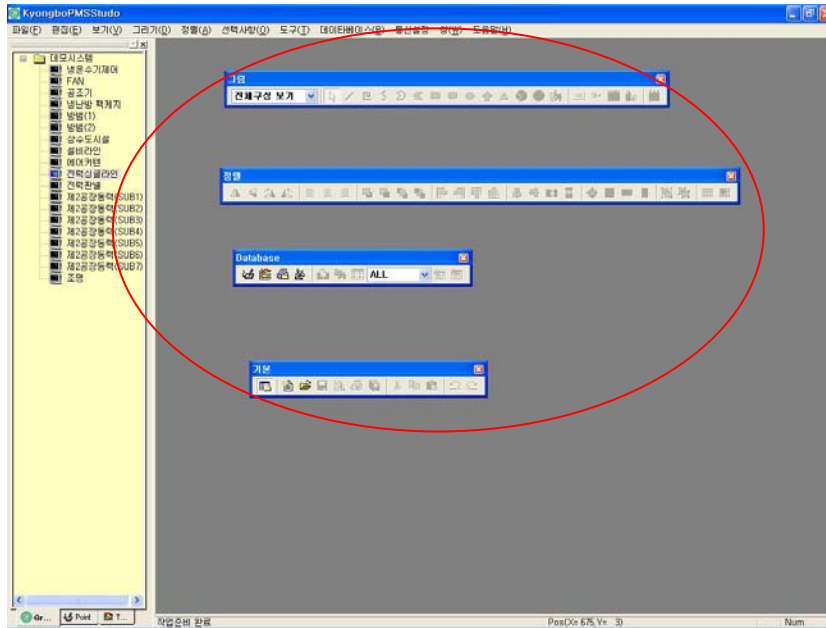 KyongboPMSStudo
파일(F) 편집(E) 보기(V) 그리기(D) 정렬(A) 선택사항(O) 도구(T) 데이타베이스(B) 통신설정 창(W) 도움말(H)
데모시스템
냉온수기제어
FAN
공조기
냉난방 팩케지
방범(1)
방범(2)
상수도시설
설비라인
에어커텐
전력싱글라인
전력판넬
제2공장동력(SUB1)
제2공장동력(SUB2)
제2공장동력(SUB3)
제2공장동력(SUB4)
제2공장동력(SUB5)
제2공장동력(SUB6)
제2공장동력(SUB7)
조명
그림
전체구성 보기
정렬
Database
ALL
기본
Gr... Point T...
작업준비 완료 Pos(X= 675, Y= 3) Num